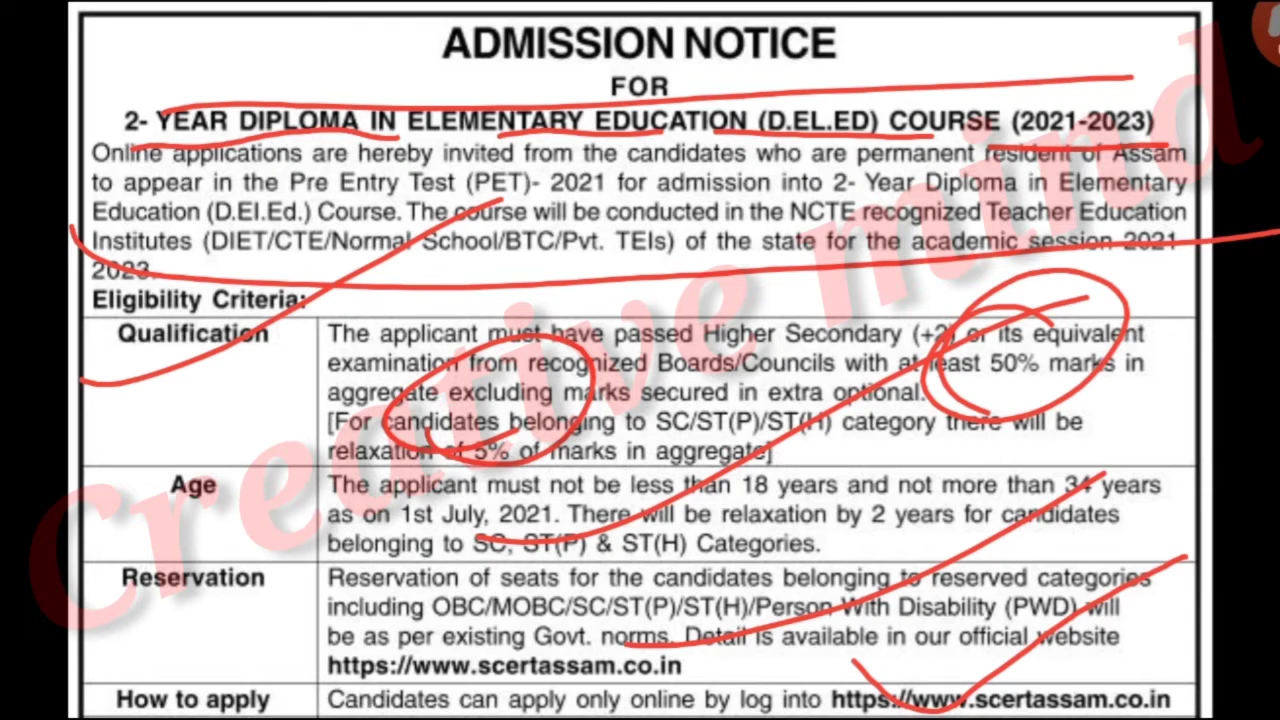 ADMISSION NOTICE
FOR
2- YEAR DIPLOMA IN ELEMENTARY EDUCATION (D.EL.ED) COURSE (2021-2023)
Online applications are hereby invited from the candidates who are permanent resident of Assam
to appear in the Pre Entry Test (PET)- 2021 for admission into 2- Year Diploma in Elementary
Education (D.El.Ed.) Course. The course will be conducted in the NCTE recognized Teacher Education
Institutes (DIET/CTE/Normal School/BTC/Pvt. TEIs) of the state for the academic session 2021-
2023.
Eligibility Criteria:
Qualification
The applicant must have passed Higher Secondary (+2) or its equivalent
examination from recognized Boards/Councils with at least 50% marks in
aggregate excluding marks secured in extra optional.
[For candidates belonging to SC/ST(P)/ST(H) category there will be
relaxation of 5% of marks in aggregate]
Age
The applicant must not be less than 18 years and not more than 34 years
as on 1st July, 2021. There will be relaxation by 2 years for candidates
belonging to SC, ST(P) & ST(H) Categories.
Reservation
Reservation of seats for the candidates belonging to reserved categories
including OBC/MOBC/SC/ST(P)/ST(H)/Person With Disability (PWD) will
be as per existing Govt. norms. Detail is available in our official website
https://www.scertassam.co.in
How to apply
Candidates can apply only online by log into https://www.scertassam.co.in
Creative mind